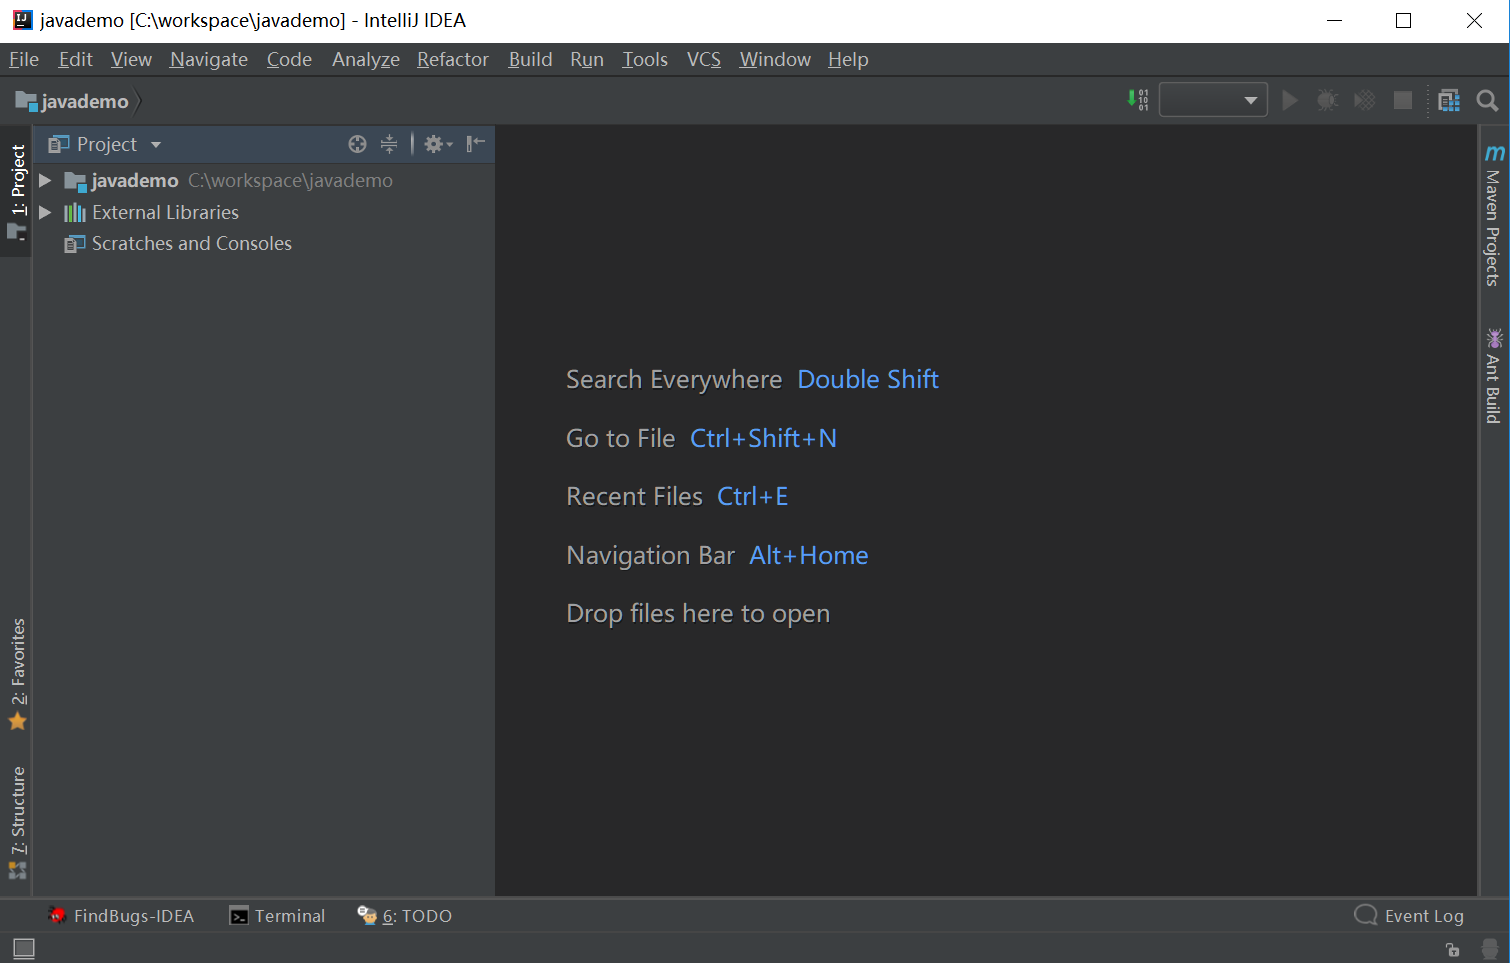 javademo [C:\workspace\javademo] - IntelliJ IDEA
File Edit View Navigate Code Analyze Refactor Build Run Tools VCS Window Help
javademo
Project
javademo C:\workspace\javademo
External Libraries
Scratches and Consoles
1: Project
2: Favorites
7: Structure
Search Everywhere Double Shift
Go to File Ctrl+Shift+N
Recent Files Ctrl+E
Navigation Bar Alt+Home
Drop files here to open
m
Maven Projects
Ant Build
FindBugs-IDEA Terminal 6: TODO Event Log